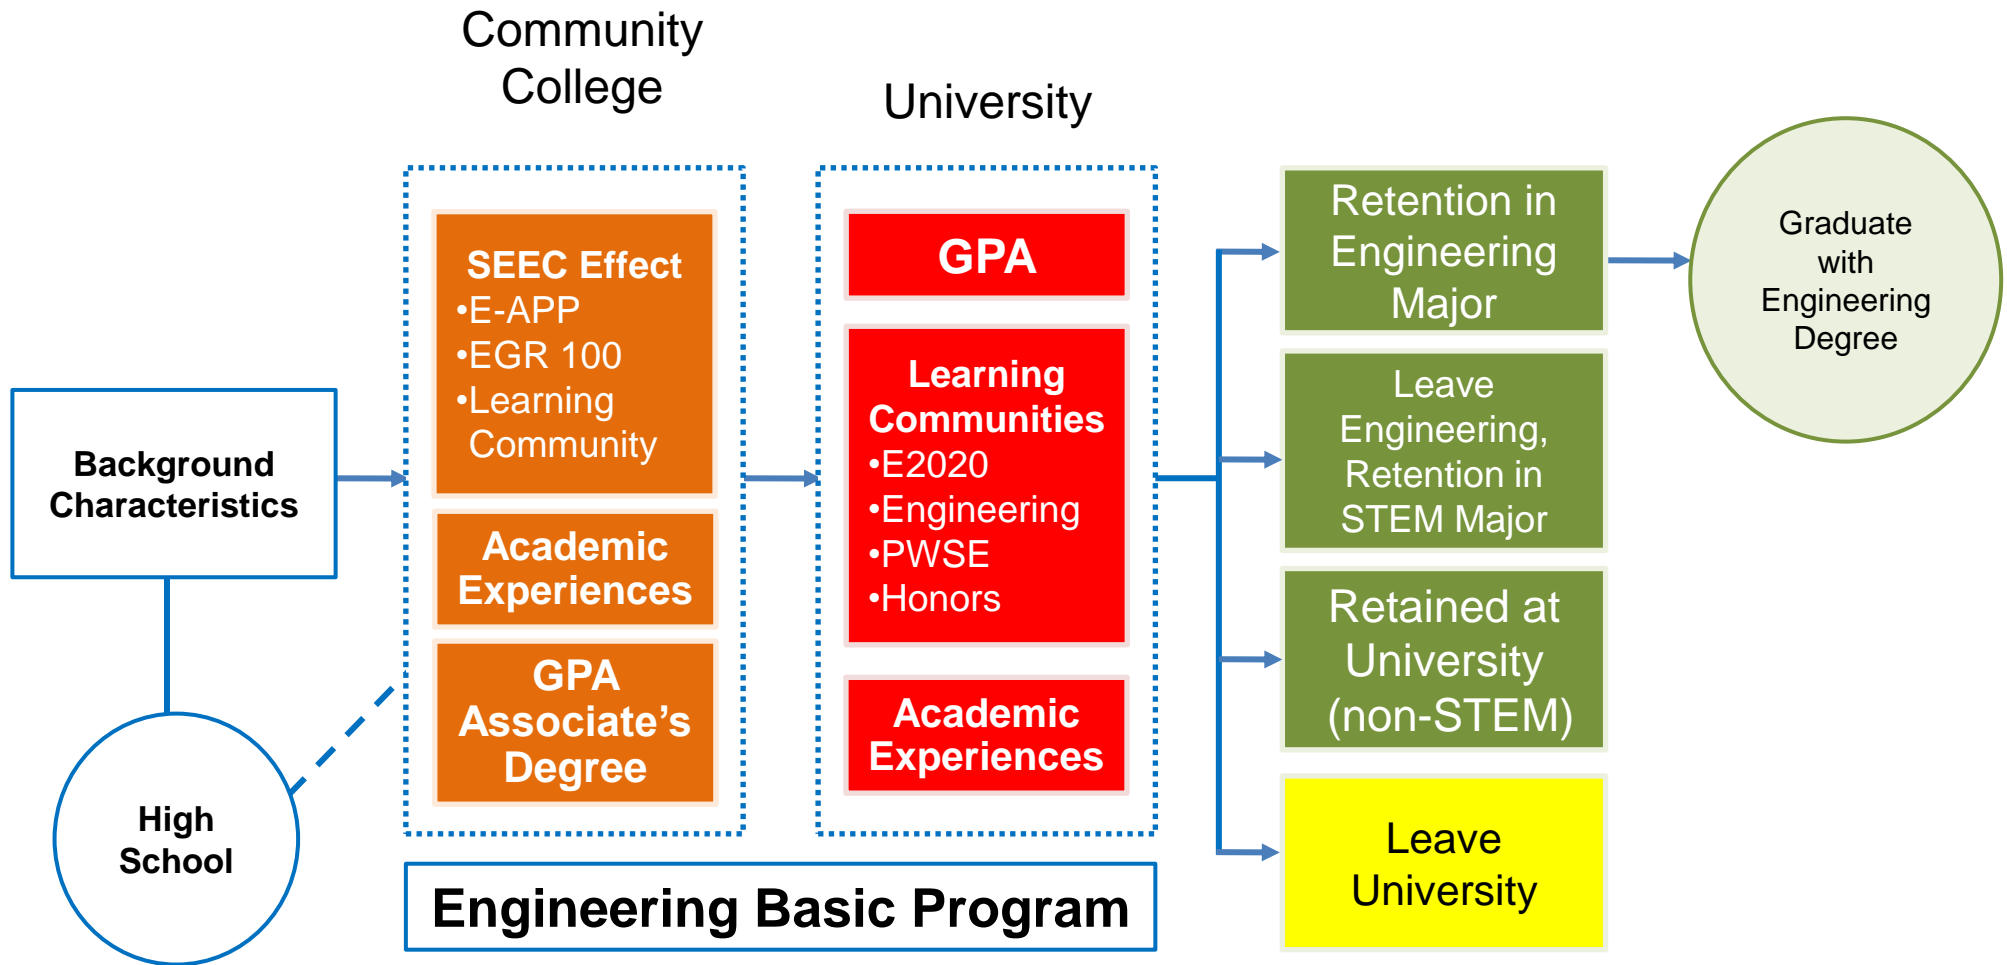 Community
College
University
Background
Characteristics
High
School
SEEC Effect
•E-APP
•EGR 100
•Learning
Community
Academic
Experiences
GPA
Associate’s
Degree
GPA
Learning
Communities
•E2020
•Engineering
•PWSE
•Honors
Academic
Experiences
Engineering Basic Program
Retention in
Engineering
Major
Leave
Engineering,
Retention in
STEM Major
Retained at
University
(non-STEM)
Leave
University
Graduate
with
Engineering
Degree